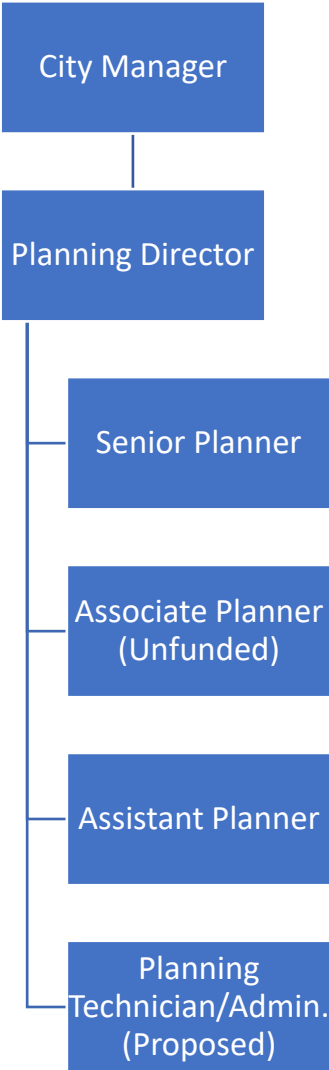 City Manager
Planning Director
Senior Planner
Associate Planner
(Unfunded)
Assistant Planner
Planning
Technician/Admin.
(Proposed)